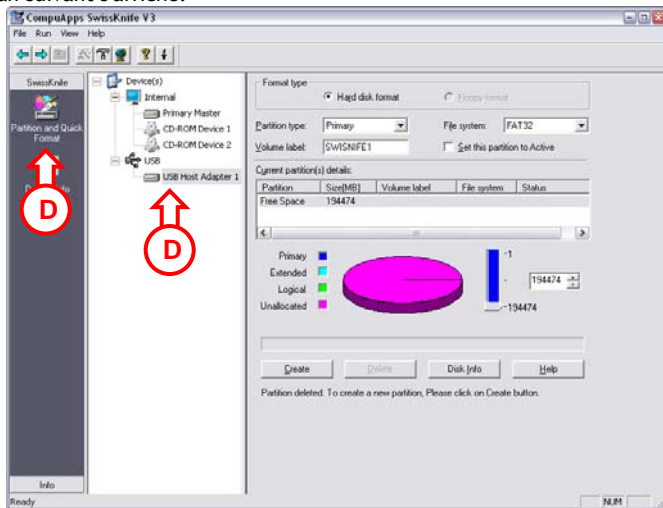 CompuApps SwissKnife V3
File Run View Help
SwissKnife
Partition and Quick
Format
D
Info
Device(s)
Internal
Primary Master
CD-ROM Device 1
CD-ROM Device 2
USB
USB Host Adapter 1
D
Format type
Hard disk format
Floppy format
Partition type: Primary File system: FAT32
Volume label: SWISNIFE1 Set this partition to Active
Current partition(s) details:
Partition Size[MB] Volume label File system Status
Free Space 194474
Primary
Extended
Logical
Unallocated
-1
-194474
194474
Create Delete Disk Info Help
Partition deleted. To create a new partition, Please click on Create button.
Ready NUM